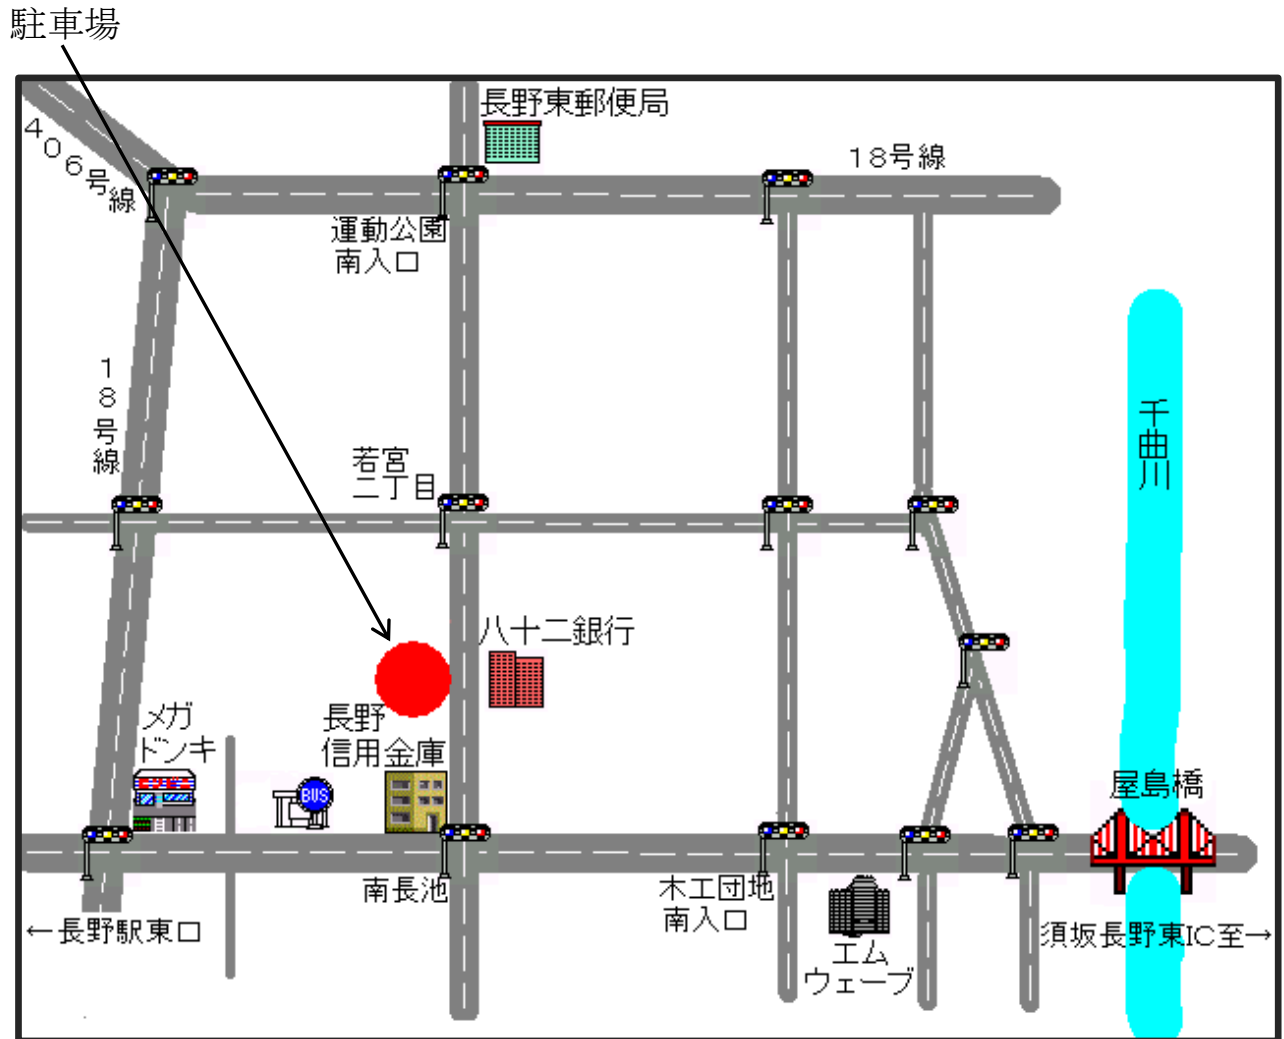 駐車場
長野東郵便局
406号線
18号線
運動公園
南入口
18号線
千曲川
若宮
二丁目
八十二銀行
メガ
ドンキ
長野
信用金庫
BUS
屋島橋
南長池
木工団地
南入口
←長野駅東口
須坂長野東IC至→
エム
ウェーブ